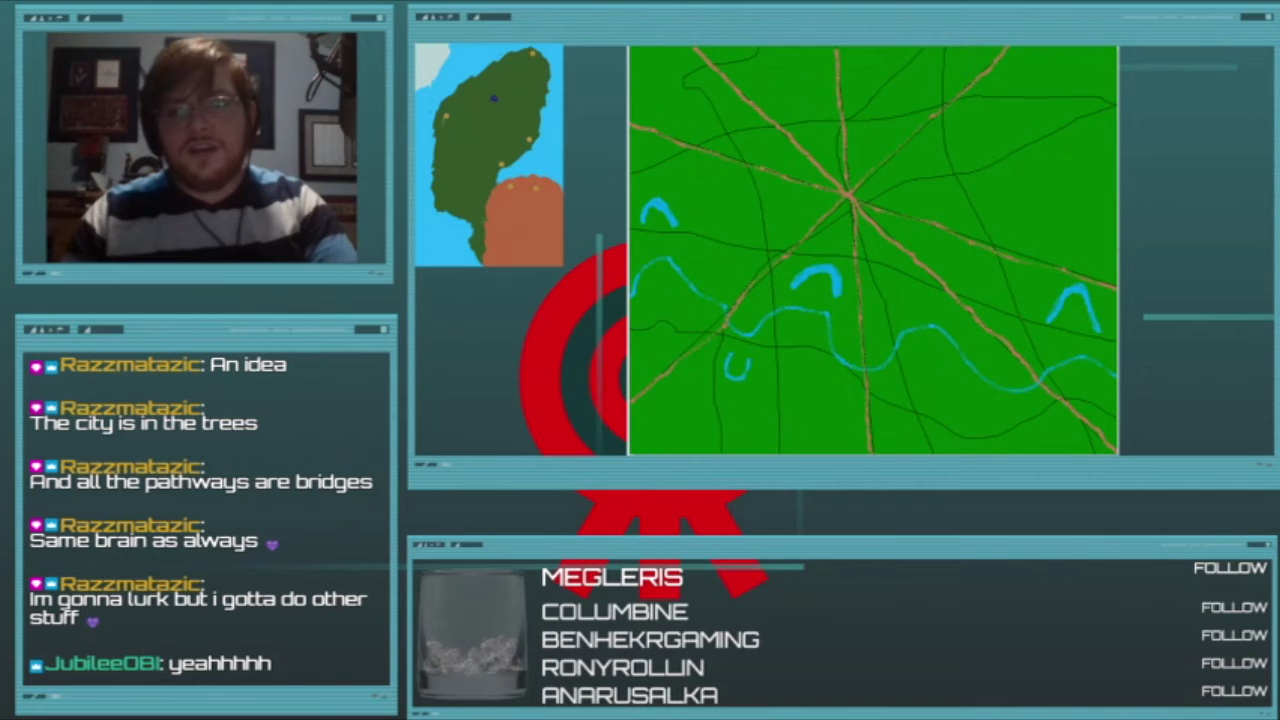 Razzmatazic: An idea
Razzmatazic:
The city is in the trees
Razzmatazic:
And all the pathways are bridges
Razzmatazic:
Same brain as always
Razzmatazic:
Im gonna lurk but i gotta do other
stuff
JubileeOBI: yeahhhhh
MEGLERIS FOLLOW
COLUMBINE FOLLOW
BENHEKRGAMING FOLLOW
RONYROLLIN FOLLOW
ANARUSALKA FOLLOW